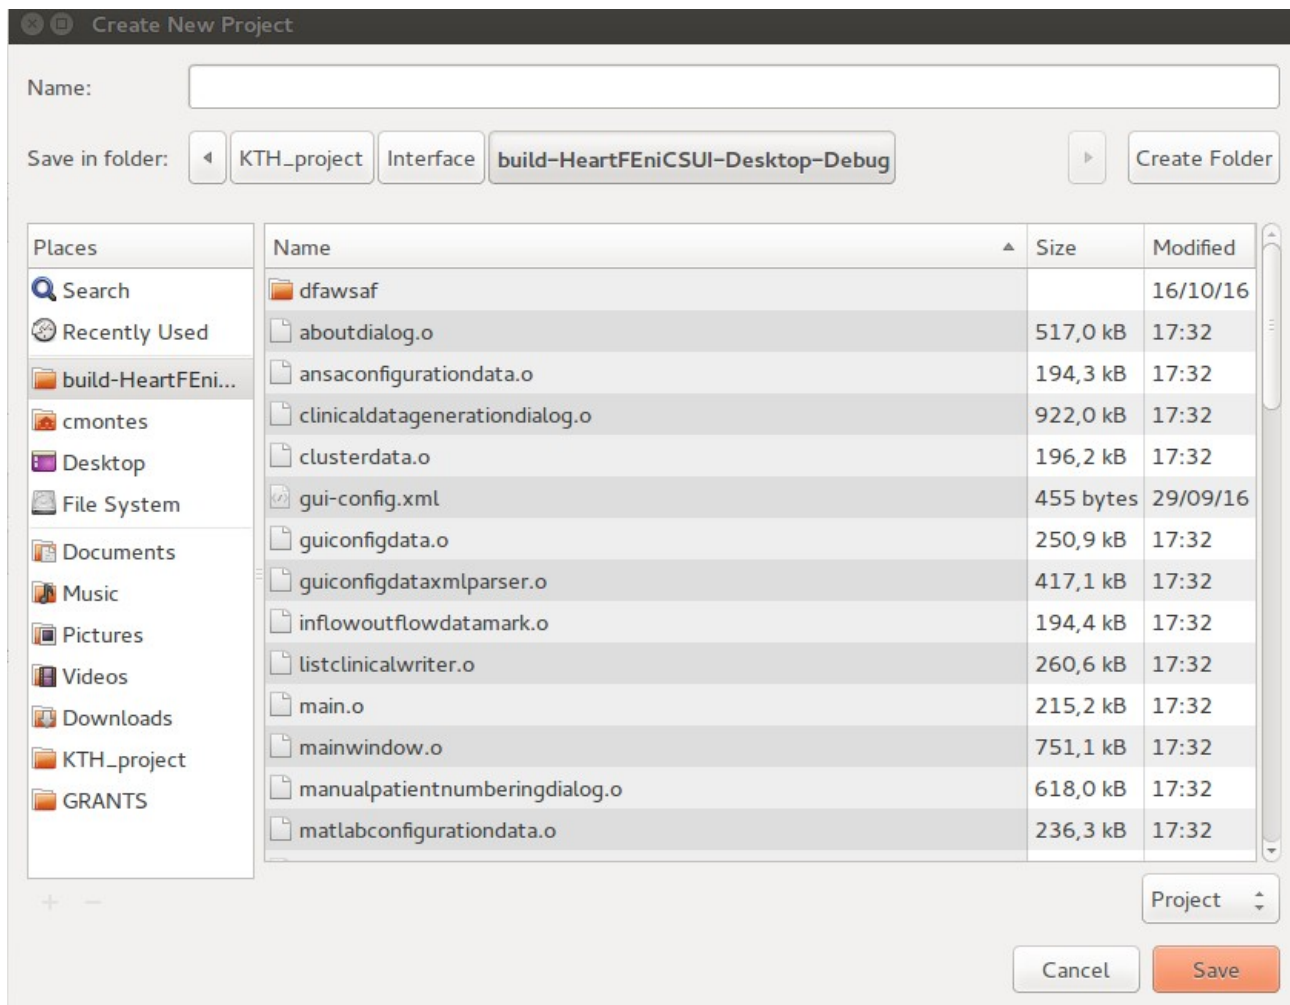 Create New Project
Name:
Save in folder: KTH_project Interface build-HeartFEniCSUI-Desktop-Debug Create Folder
Places
Search
Recently Used
build-HeartFEni...
cmontes
Desktop
File System
Documents
Music
Pictures
Videos
Downloads
KTH_project
GRANTS
Name Size Modified
dfawsaf 16/10/16
aboutdialog.o 517,0 kB 17:32
ansaconfigurationdata.o 194,3 kB 17:32
clinicaldatagenerationdialog.o 922,0 kB 17:32
clusterdata.o 196,2 kB 17:32
gui-config.xml 455 bytes 29/09/16
guiconfigdata.o 250,9 kB 17:32
guiconfigdataxmlparser.o 417,1 kB 17:32
inflowoutflowdatamark.o 194,4 kB 17:32
listclinicalwriter.o 260,6 kB 17:32
main.o 215,2 kB 17:32
mainwindow.o 751,1 kB 17:32
manualpatientnumberingdialog.o 618,0 kB 17:32
matlabconfigurationdata.o 236,3 kB 17:32
Project
Cancel Save